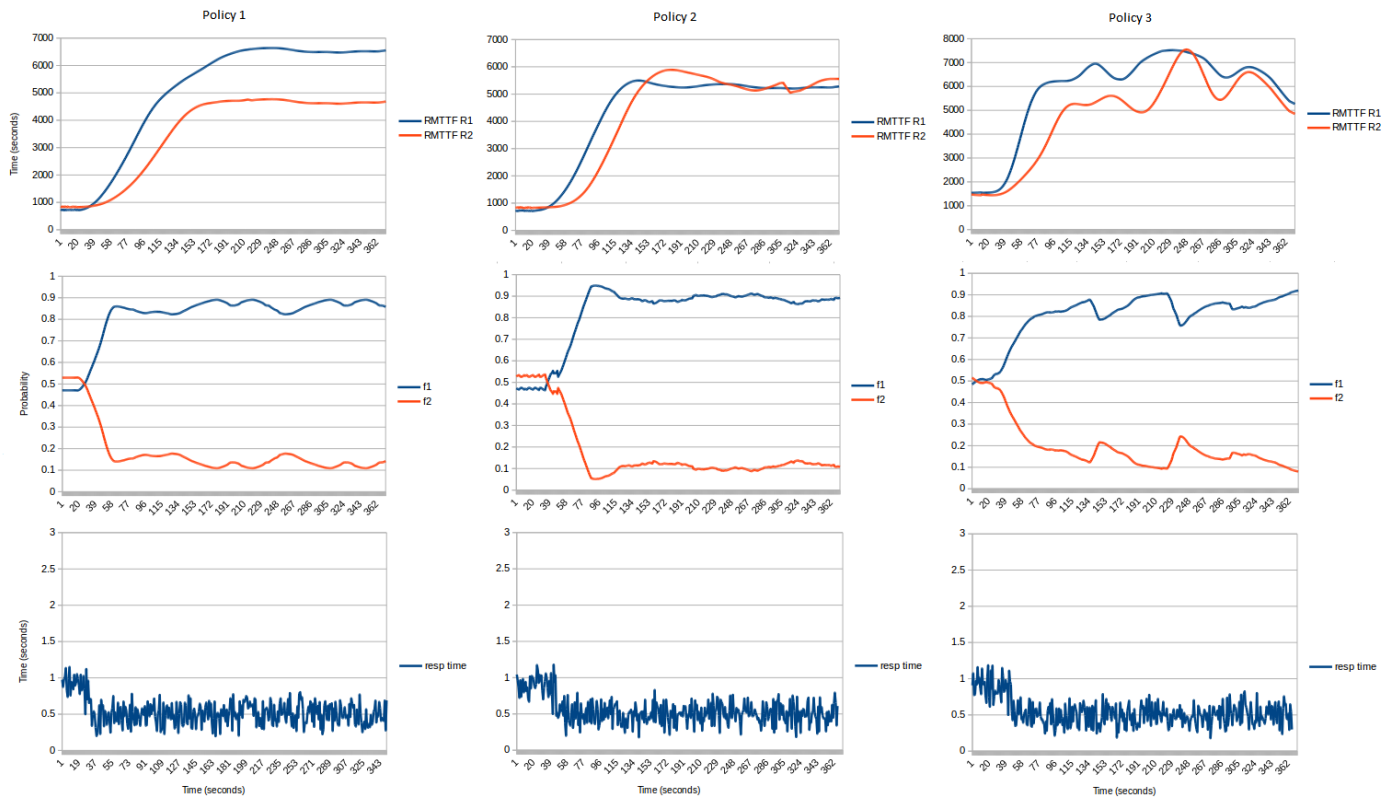 Policy 1
Policy 2
Policy 3
Time (seconds)
7000
6000
5000
4000
3000
2000
1000
0
RMTTF R1
RMTTF R2
1 20 39 58 77 96 115 134 153 172 191 210 229 248 267 286 305 324 343 362
7000
6000
5000
4000
3000
2000
1000
0
RMTTF R1
RMTTF R2
1 20 39 58 77 96 115 134 153 172 191 210 229 248 267 286 305 324 343 362
8000
7000
6000
5000
4000
3000
2000
1000
0
RMTTF R1
RMTTF R2
1 20 39 58 77 96 115 134 153 172 191 210 229 248 267 286 305 324 343 362
Probability
1
0.9
0.8
0.7
0.6
0.5
0.4
0.3
0.2
0.1
0
f1
f2
1 20 39 58 77 96 115 134 153 172 191 210 229 248 267 286 305 324 343 362
1
0.9
0.8
0.7
0.6
0.5
0.4
0.3
0.2
0.1
0
f1
f2
1 20 39 58 77 96 115 134 153 172 191 210 229 248 267 286 305 324 343 362
1
0.9
0.8
0.7
0.6
0.5
0.4
0.3
0.2
0.1
0
f1
f2
1 20 39 58 77 96 115 134 153 172 191 210 229 248 267 286 305 324 343 362
Time (seconds)
3
2.5
2
1.5
1
0.5
0
resp time
1 19 37 55 73 91 109 127 145 163 181 199 217 235 253 271 289 307 325 343
Time (seconds)
3
2.5
2
1.5
1
0.5
0
resp time
1 20 39 58 77 96 115 134 153 172 191 210 229 248 267 286 305 324 343 362
Time (seconds)
3
2.5
2
1.5
1
0.5
0
resp time
1 20 39 58 77 96 115 134 153 172 191 210 229 248 267 286 305 324 343 362
Time (seconds)